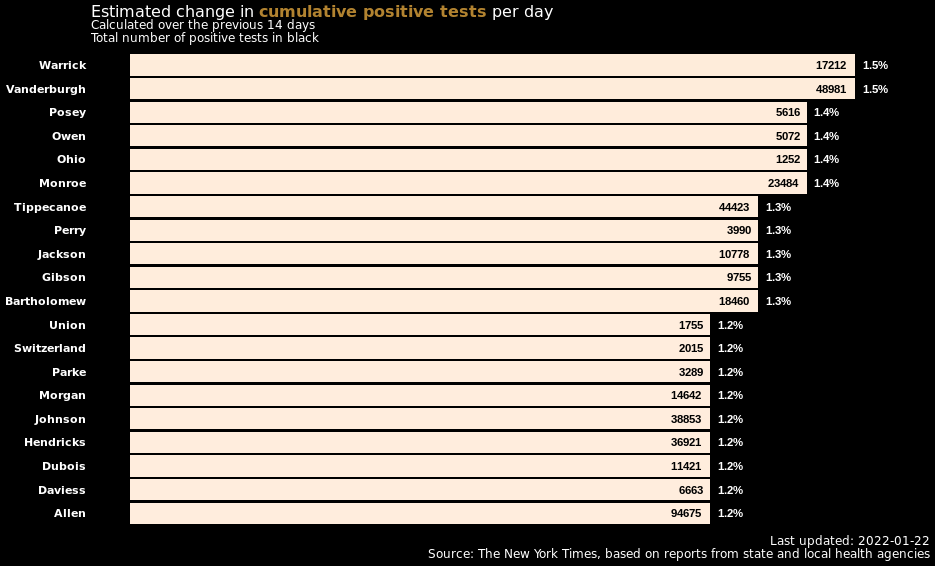 Estimated change in cumulative positive tests per day
Calculated over the previous 14 days
Total number of positive tests in black
Warrick 17212 1.5%
Vanderburgh 48981 1.5%
Posey 5616 1.4%
Owen 5072 1.4%
Ohio 1252 1.4%
Monroe 23484 1.4%
Tippecanoe 44423 1.3%
Perry 3990 1.3%
Jackson 10778 1.3%
Gibson 9755 1.3%
Bartholomew 18460 1.3%
Union 1755 1.2%
Switzerland 2015 1.2%
Parke 3289 1.2%
Morgan 14642 1.2%
Johnson 38853 1.2%
Hendricks 36921 1.2%
Dubois 11421 1.2%
Daviess 6663 1.2%
Allen 94675 1.2%
Last updated: 2022-01-22
Source: The New York Times, based on reports from state and local health agencies